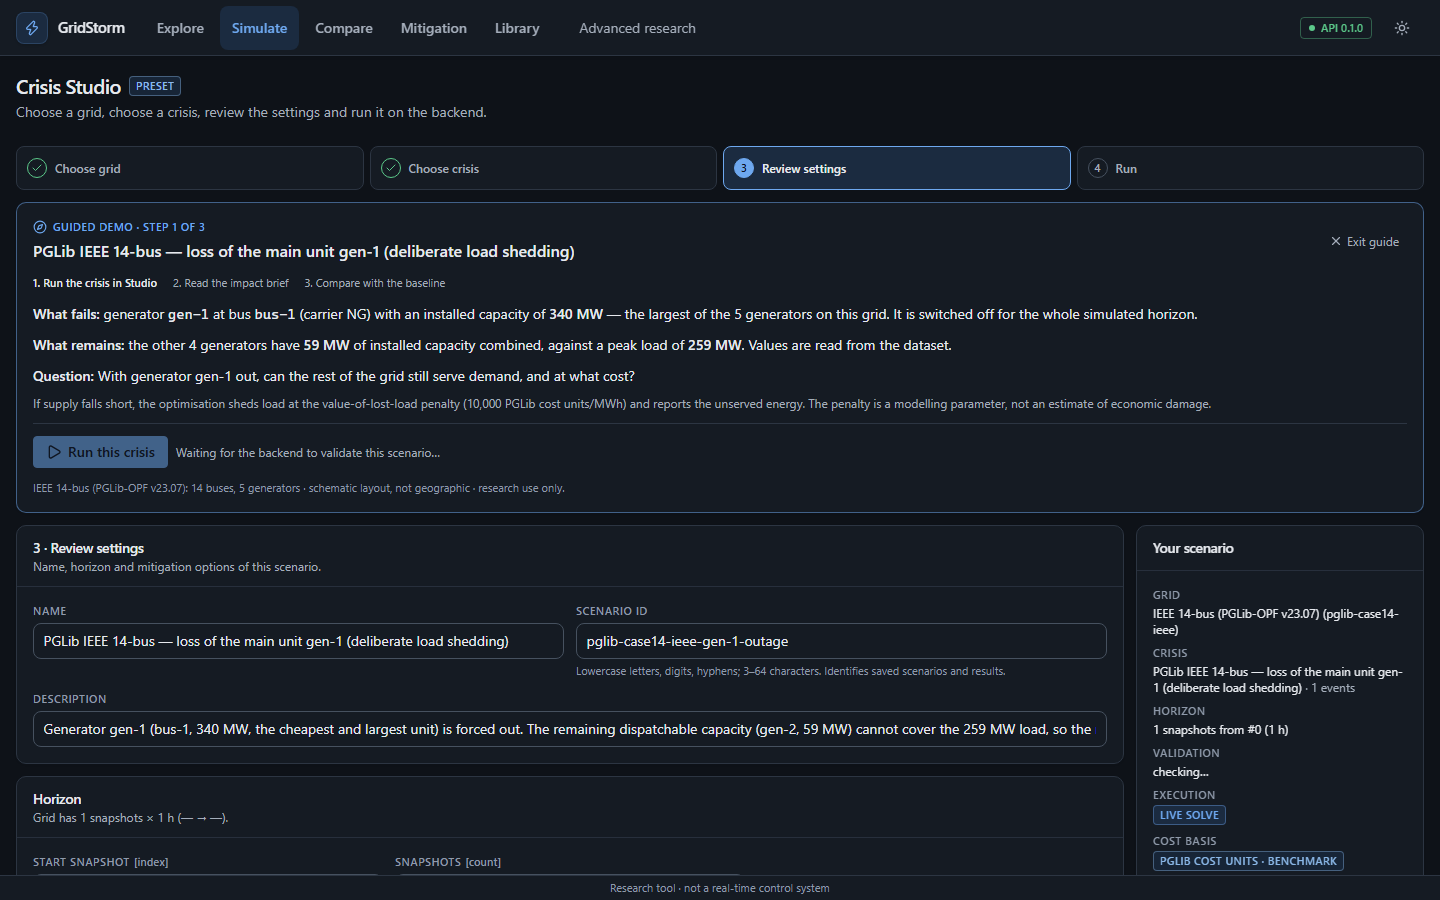 GridStorm
Explore
Simulate
Compare
Mitigation
Library
Advanced research
API 0.1.0
Crisis Studio
PRESET
Choose a grid, choose a crisis, review the settings and run it on the backend.
Choose grid
Choose crisis
3 Review settings
4 Run
GUIDED DEMO · STEP 1 OF 3
PGLib IEEE 14-bus — loss of the main unit gen-1 (deliberate load shedding)
Exit guide
1. Run the crisis in Studio
2. Read the impact brief
3. Compare with the baseline
What fails: generator gen-1 at bus bus-1 (carrier NG) with an installed capacity of 340 MW — the largest of the 5 generators on this grid. It is switched off for the whole simulated horizon.
What remains: the other 4 generators have 59 MW of installed capacity combined, against a peak load of 259 MW. Values are read from the dataset.
Question: With generator gen-1 out, can the rest of the grid still serve demand, and at what cost?
If supply falls short, the optimisation sheds load at the value-of-lost-load penalty (10,000 PGLib cost units/MWh) and reports the unserved energy. The penalty is a modelling parameter, not an estimate of economic damage.
Run this crisis
Waiting for the backend to validate this scenario...
IEEE 14-bus (PGLib-OPF v23.07): 14 buses, 5 generators · schematic layout, not geographic · research use only.
3 · Review settings
Name, horizon and mitigation options of this scenario.
NAME
PGLib IEEE 14-bus — loss of the main unit gen-1 (deliberate load shedding)
SCENARIO ID
pglib-case14-ieee-gen-1-outage
Lowercase letters, digits, hyphens; 3–64 characters. Identifies saved scenarios and results.
DESCRIPTION
Generator gen-1 (bus-1, 340 MW, the cheapest and largest unit) is forced out. The remaining dispatchable capacity (gen-2, 59 MW) cannot cover the 259 MW load, so the
Horizon
Grid has 1 snapshots × 1 h (— → —).
START SNAPSHOT [index]
SNAPSHOTS [count]
Your scenario
GRID
IEEE 14-bus (PGLib-OPF v23.07) (pglib-case14-
ieee)
CRISIS
PGLib IEEE 14-bus — loss of the main unit gen-
1 (deliberate load shedding) · 1 events
HORIZON
1 snapshots from #0 (1 h)
VALIDATION
checking...
EXECUTION
LIVE SOLVE
COST BASIS
PGLIB COST UNITS · BENCHMARK
Research tool · not a real-time control system